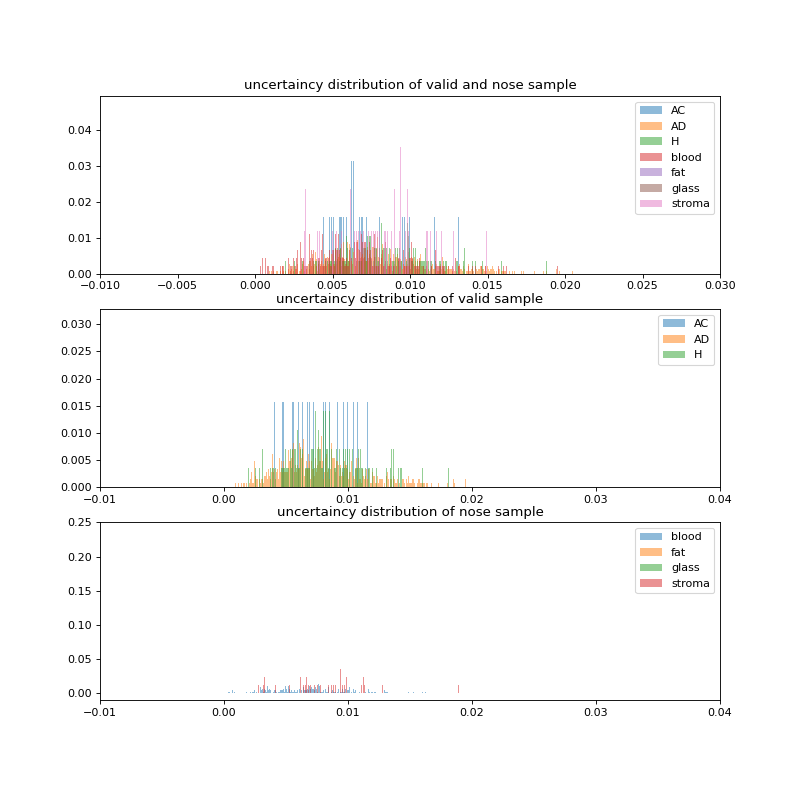 uncertaincy distribution of valid and nose sample
0.04
0.03
0.02
0.01
0.00
AC
AD
H
blood
fat
glass
stroma
−0.010 −0.005 0.000 0.005 0.010 0.015 0.020 0.025 0.030
uncertaincy distribution of valid sample
0.030
0.025
0.020
0.015
0.010
0.005
0.000
AC
AD
H
−0.01 0.00 0.01 0.02 0.03 0.04
uncertaincy distribution of nose sample
0.25
0.20
0.15
0.10
0.05
0.00
blood
fat
glass
stroma
−0.01 0.00 0.01 0.02 0.03 0.04